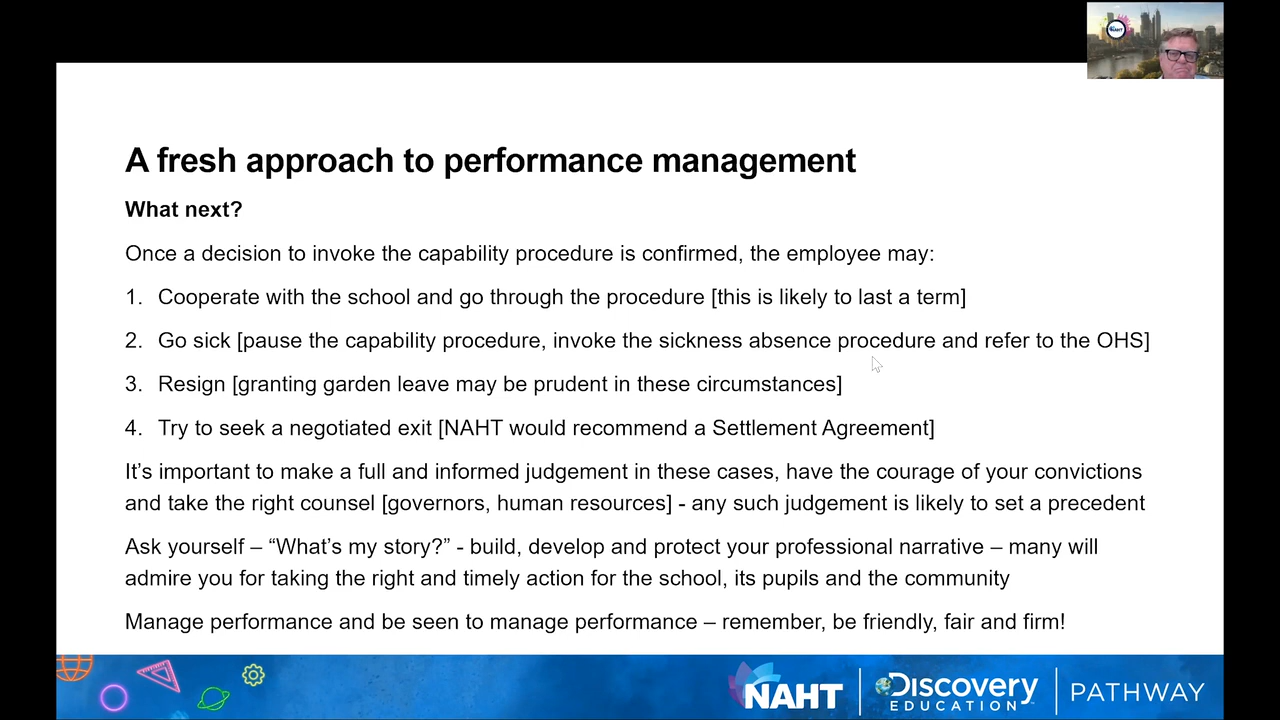 NAHT
A fresh approach to performance management
What next?
Once a decision to invoke the capability procedure is confirmed, the employee may:
1. Cooperate with the school and go through the procedure [this is likely to last a term]
2. Go sick [pause the capability procedure, invoke the sickness absence procedure and refer to the OHS]
3. Resign [granting garden leave may be prudent in these circumstances]
4. Try to seek a negotiated exit [NAHT would recommend a Settlement Agreement]
It’s important to make a full and informed judgement in these cases, have the courage of your convictions
and take the right counsel [governors, human resources] - any such judgement is likely to set a precedent
Ask yourself – “What’s my story?” - build, develop and protect your professional narrative – many will
admire you for taking the right and timely action for the school, its pupils and the community
Manage performance and be seen to manage performance – remember, be friendly, fair and firm!
NAHT
Discovery
EDUCATION
PATHWAY